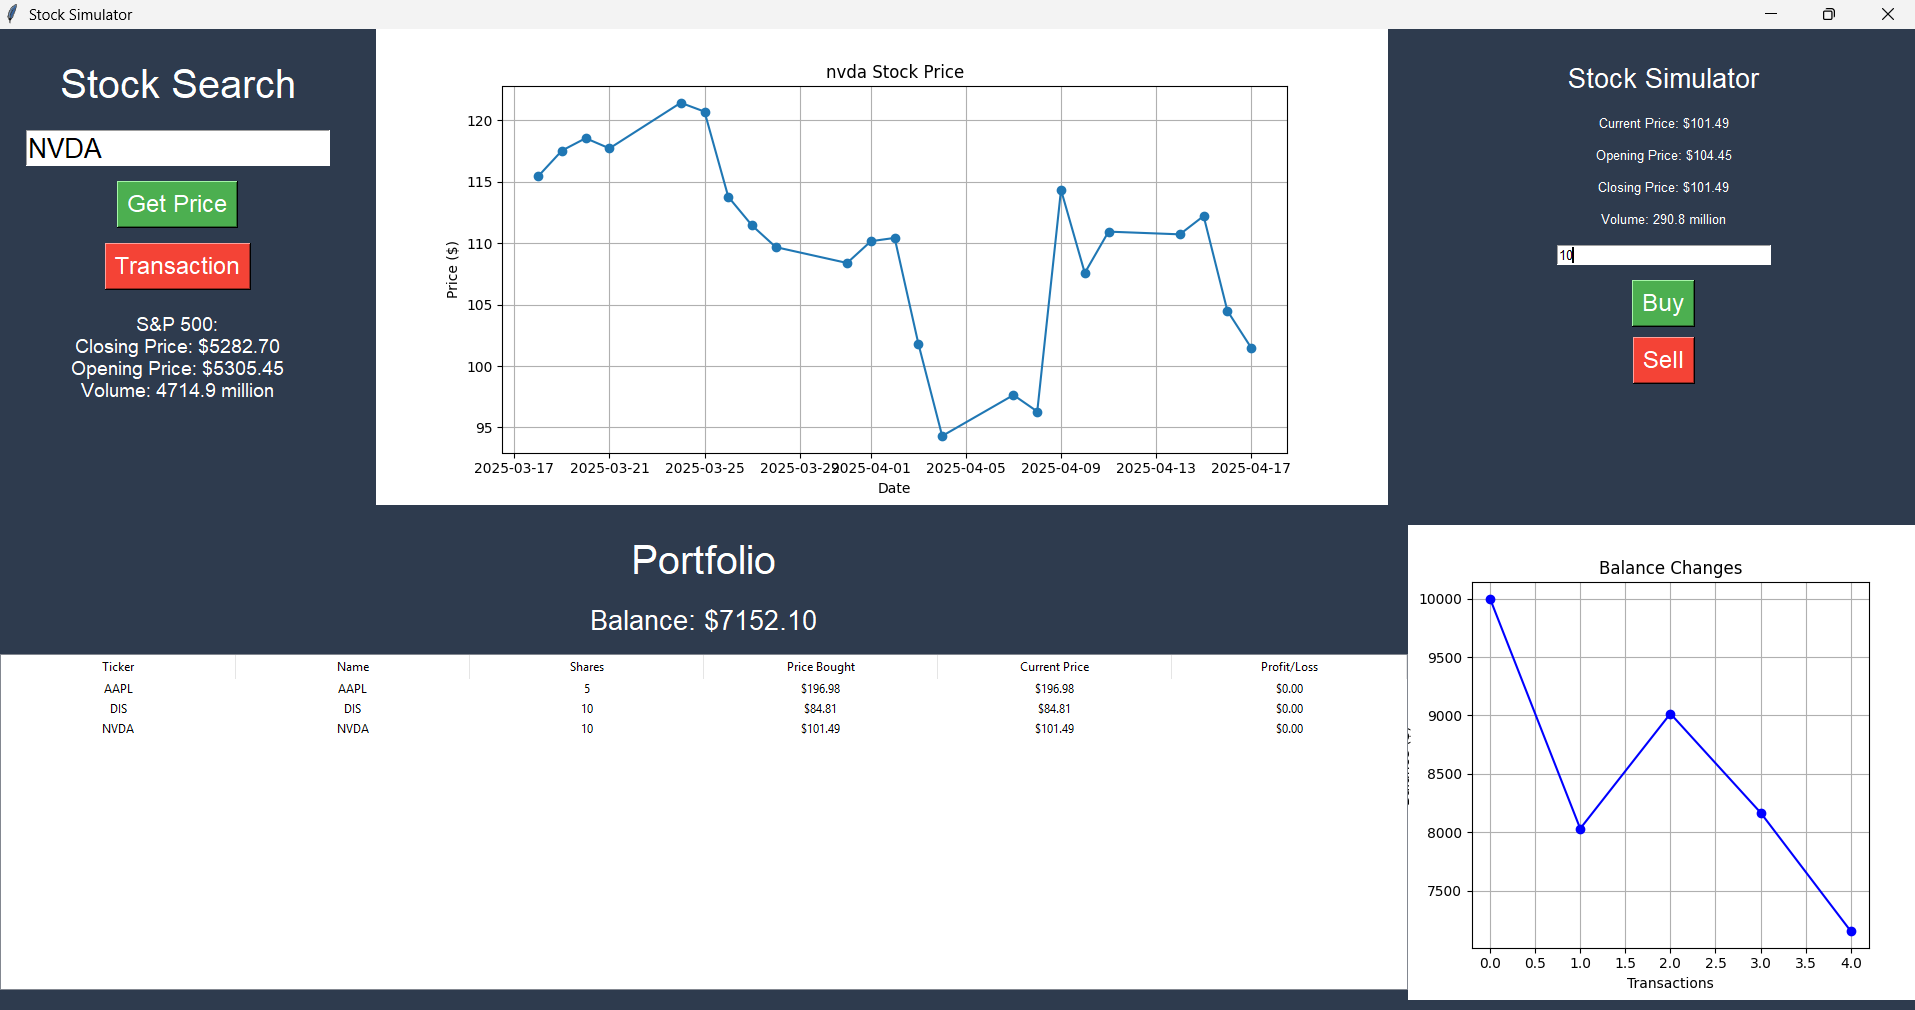 Stock Simulator
Stock Search
NVDA
Get Price
Transaction
S&P 500:
Closing Price: $5282.70
Opening Price: $5305.45
Volume: 4714.9 million
nvda Stock Price
Price ($)
120
115
110
105
100
95
2025-03-17 2025-03-21 2025-03-25 2025-03-29 2025-04-01 2025-04-05 2025-04-09 2025-04-13 2025-04-17
Date
Stock Simulator
Current Price: $101.49
Opening Price: $104.45
Closing Price: $101.49
Volume: 290.8 million
10
Buy
Sell
Portfolio
Balance: $7152.10
Ticker Name Shares Price Bought Current Price Profit/Loss
AAPL AAPL 5 $196.98 $196.98 $0.00
DIS DIS 10 $84.81 $84.81 $0.00
NVDA NVDA 10 $101.49 $101.49 $0.00
Balance Changes
10000
9500
9000
8500
8000
7500
0.0 0.5 1.0 1.5 2.0 2.5 3.0 3.5 4.0
Transactions